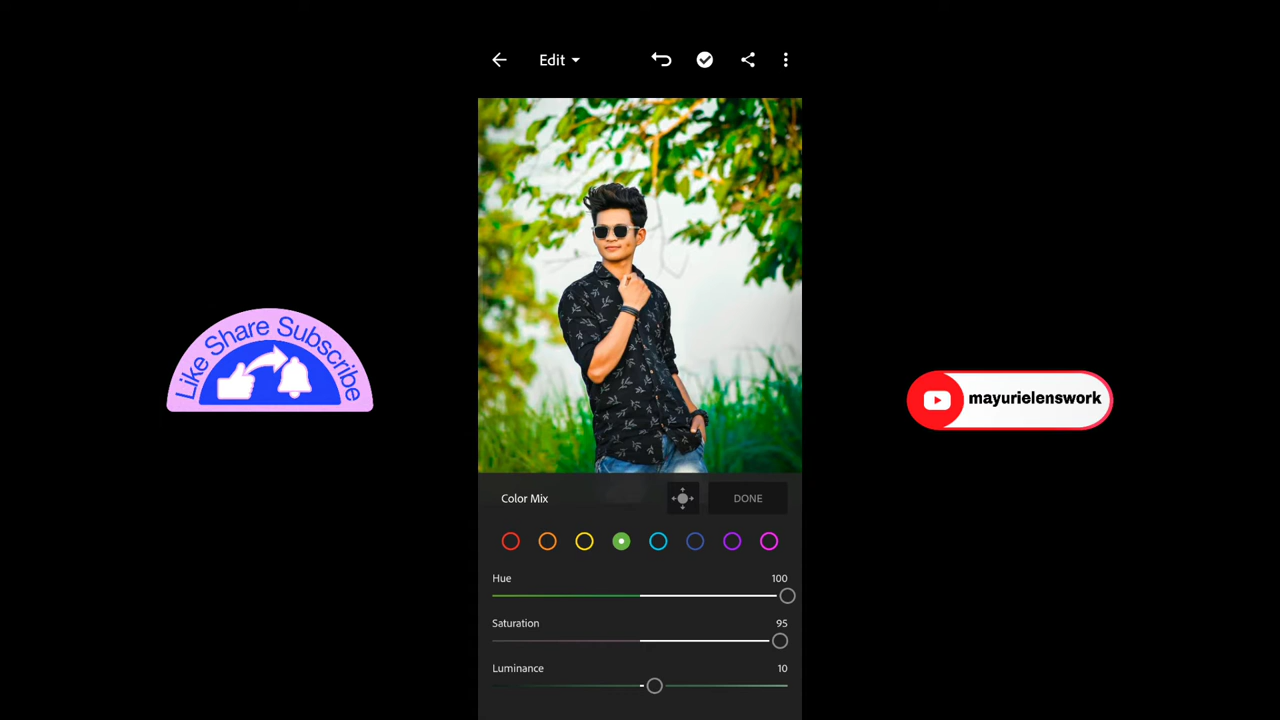 Edit
Like Share Subscribe
mayurielenswork
Color Mix
DONE
Hue
100
Saturation
95
Luminance
10